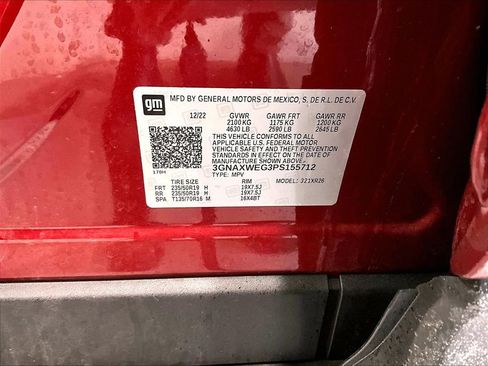 gm
MFD BY GENERAL MOTORS DE MEXICO, S. DE R.L. DE C.V.
12/22 GVWR GAWR FRT GAWR RR
2100 KG 1175 KG 1200 KG
4630 LB 2590 LB 2645 LB
THIS VEHICLE CONFORMS TO ALL
APPLICABLE U.S. FEDERAL MOTOR
VEHICLE SAFETY AND THEFT PREVENTION
STANDARDS IN EFFECT ON THE DATE OF
MANUFACTURE SHOWN ABOVE.
3GNAXWEG3PS155712
TYPE: MPV
TIRE SIZE RIM MODEL: 321XR26
FRT 235/50R19 H 19X7.5J
RR 235/50R19 H 19X7.5J
SPA T135/70R16 M 16X4BT